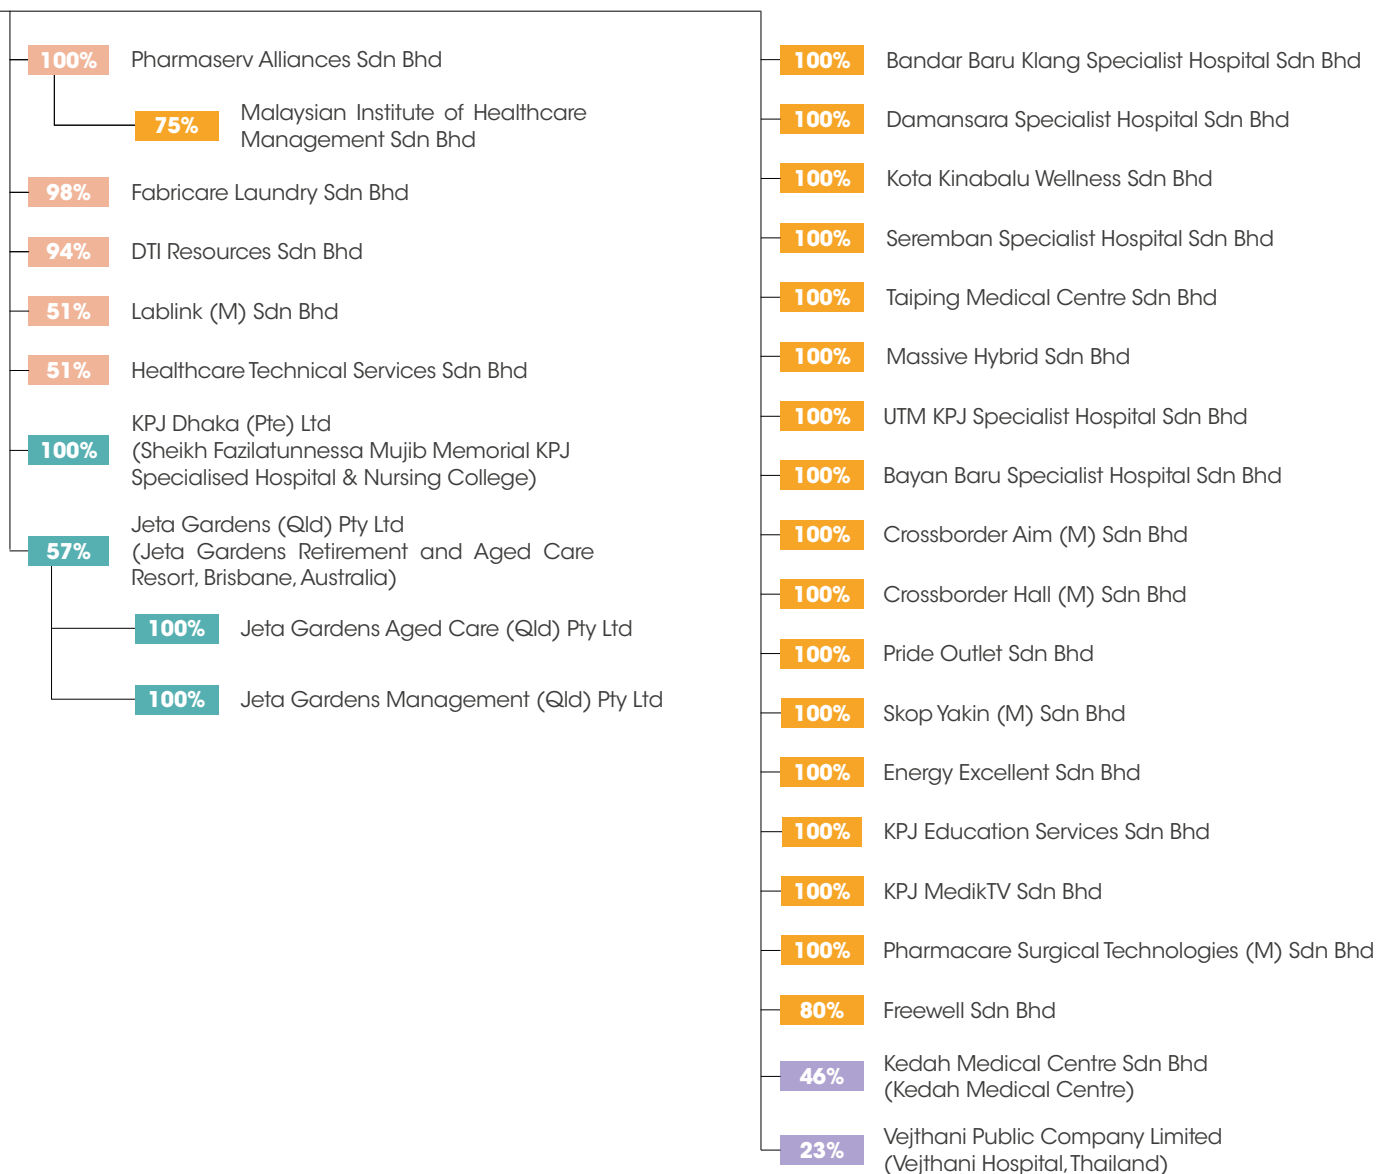 100% Pharmaserv Alliances Sdn Bhd
75% Malaysian Institute of Healthcare
Management Sdn Bhd
98% Fabricare Laundry Sdn Bhd
94% DTI Resources Sdn Bhd
51% Lablink (M) Sdn Bhd
51% Healthcare Technical Services Sdn Bhd
100% KPJ Dhaka (Pte) Ltd
(Sheikh Fazilatunnessa Mujib Memorial KPJ
Specialised Hospital & Nursing College)
57% Jeta Gardens (Qld) Pty Ltd
(Jeta Gardens Retirement and Aged Care
Resort, Brisbane, Australia)
100% Jeta Gardens Aged Care (Qld) Pty Ltd
100% Jeta Gardens Management (Qld) Pty Ltd
100% Bandar Baru Klang Specialist Hospital Sdn Bhd
100% Damansara Specialist Hospital Sdn Bhd
100% Kota Kinabalu Wellness Sdn Bhd
100% Seremban Specialist Hospital Sdn Bhd
100% Taiping Medical Centre Sdn Bhd
100% Massive Hybrid Sdn Bhd
100% UTM KPJ Specialist Hospital Sdn Bhd
100% Bayan Baru Specialist Hospital Sdn Bhd
100% Crossborder Aim (M) Sdn Bhd
100% Crossborder Hall (M) Sdn Bhd
100% Pride Outlet Sdn Bhd
100% Skop Yakin (M) Sdn Bhd
100% Energy Excellent Sdn Bhd
100% KPJ Education Services Sdn Bhd
100% KPJ MedikTV Sdn Bhd
100% Pharmacare Surgical Technologies (M) Sdn Bhd
80% Freewell Sdn Bhd
46% Kedah Medical Centre Sdn Bhd
(Kedah Medical Centre)
23% Vejthani Public Company Limited
(Vejthani Hospital, Thailand)